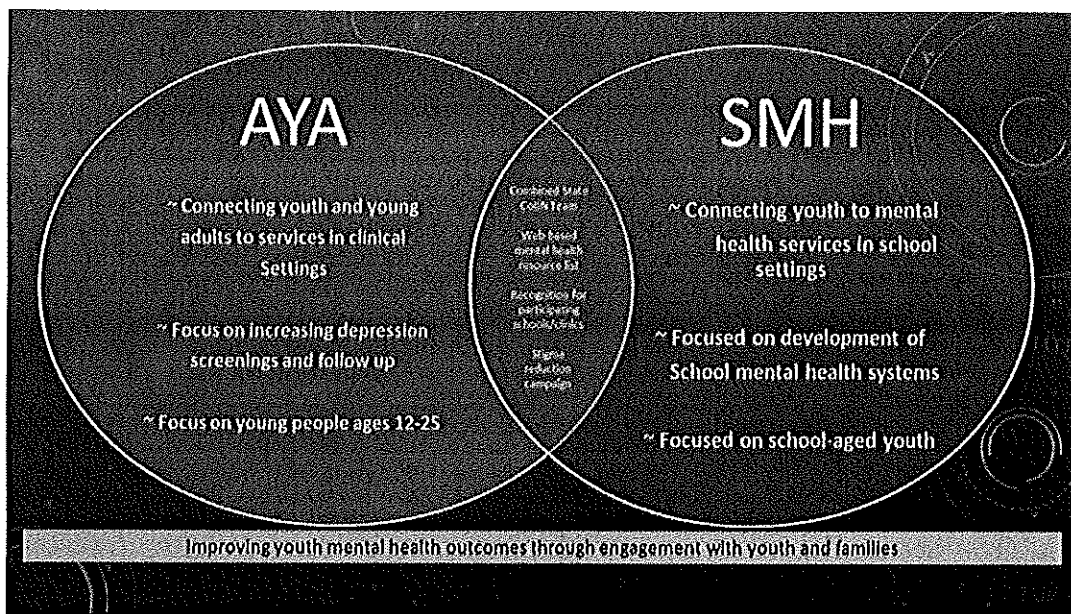 AYA
~ Connecting youth and young
adults to services in clinical
Settings
~ Focus on increasing depression
screenings and follow up
~ Focus on young people ages 12-25
Combined State
CoIIN Team
Web based
mental health
resource list
Recognition for
participating
schools/clinics
Stigma
reduction
campaign
SMH
~ Connecting youth to mental
health services in school
settings
~ Focused on development of
School mental health systems
~ Focused on school-aged youth
Improving youth mental health outcomes through engagement with youth and families